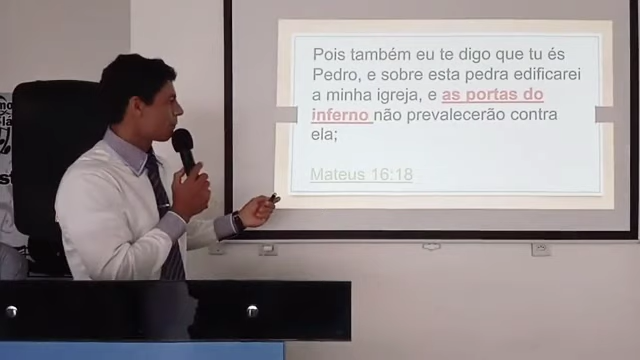 Pois também eu te digo que tu és
Pedro, e sobre esta pedra edificarei
a minha igreja, e as portas do
inferno não prevalecerão contra
ela;
Mateus 16:18